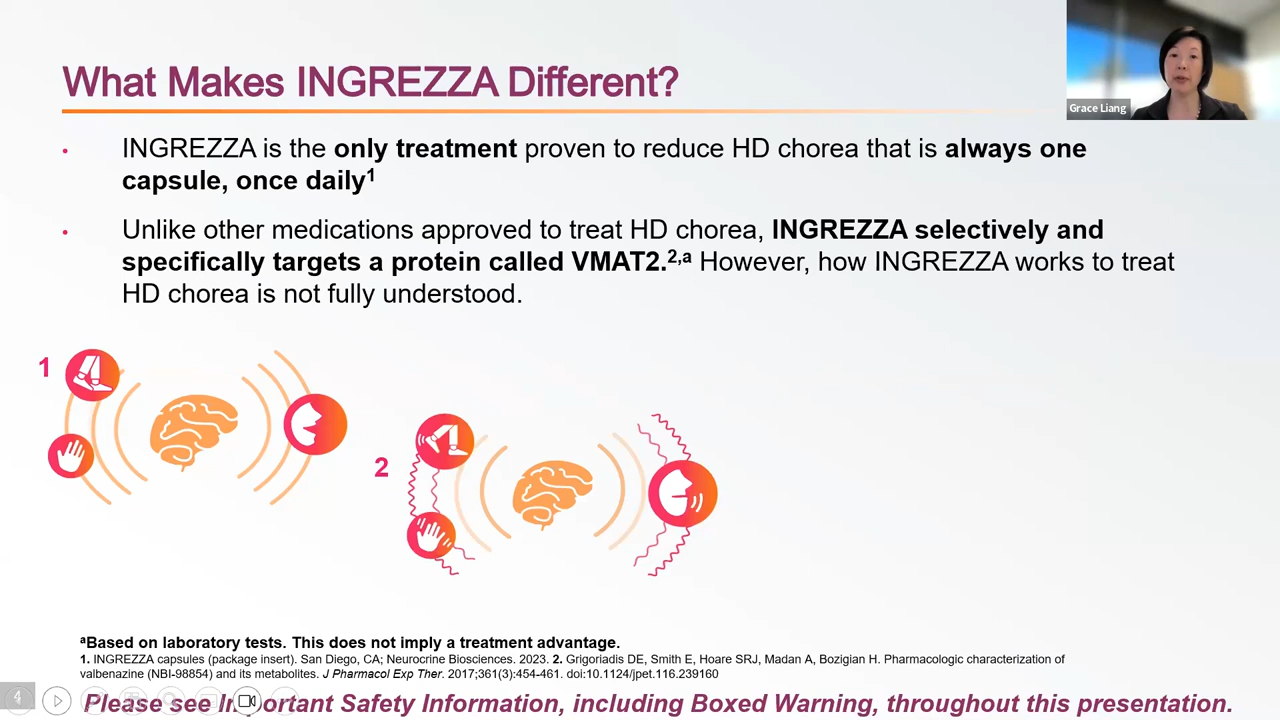 What Makes INGREZZA Different?
Grace Liang
• INGREZZA is the only treatment proven to reduce HD chorea that is always one
capsule, once daily1
• Unlike other medications approved to treat HD chorea, INGREZZA selectively and
specifically targets a protein called VMAT2.2,a However, how INGREZZA works to treat
HD chorea is not fully understood.
1
2
aBased on laboratory tests. This does not imply a treatment advantage.
1. INGREZZA capsules (package insert). San Diego, CA; Neurocrine Biosciences. 2023. 2. Grigoriadis DE, Smith E, Hoare SRJ, Madan A, Bozigian H. Pharmacologic characterization of
valbenazine (NBI-98854) and its metabolites. J Pharmacol Exp Ther. 2017;361(3):454-461. doi:10.1124/jpet.116.239160
4
Please see Important Safety Information, including Boxed Warning, throughout this presentation.